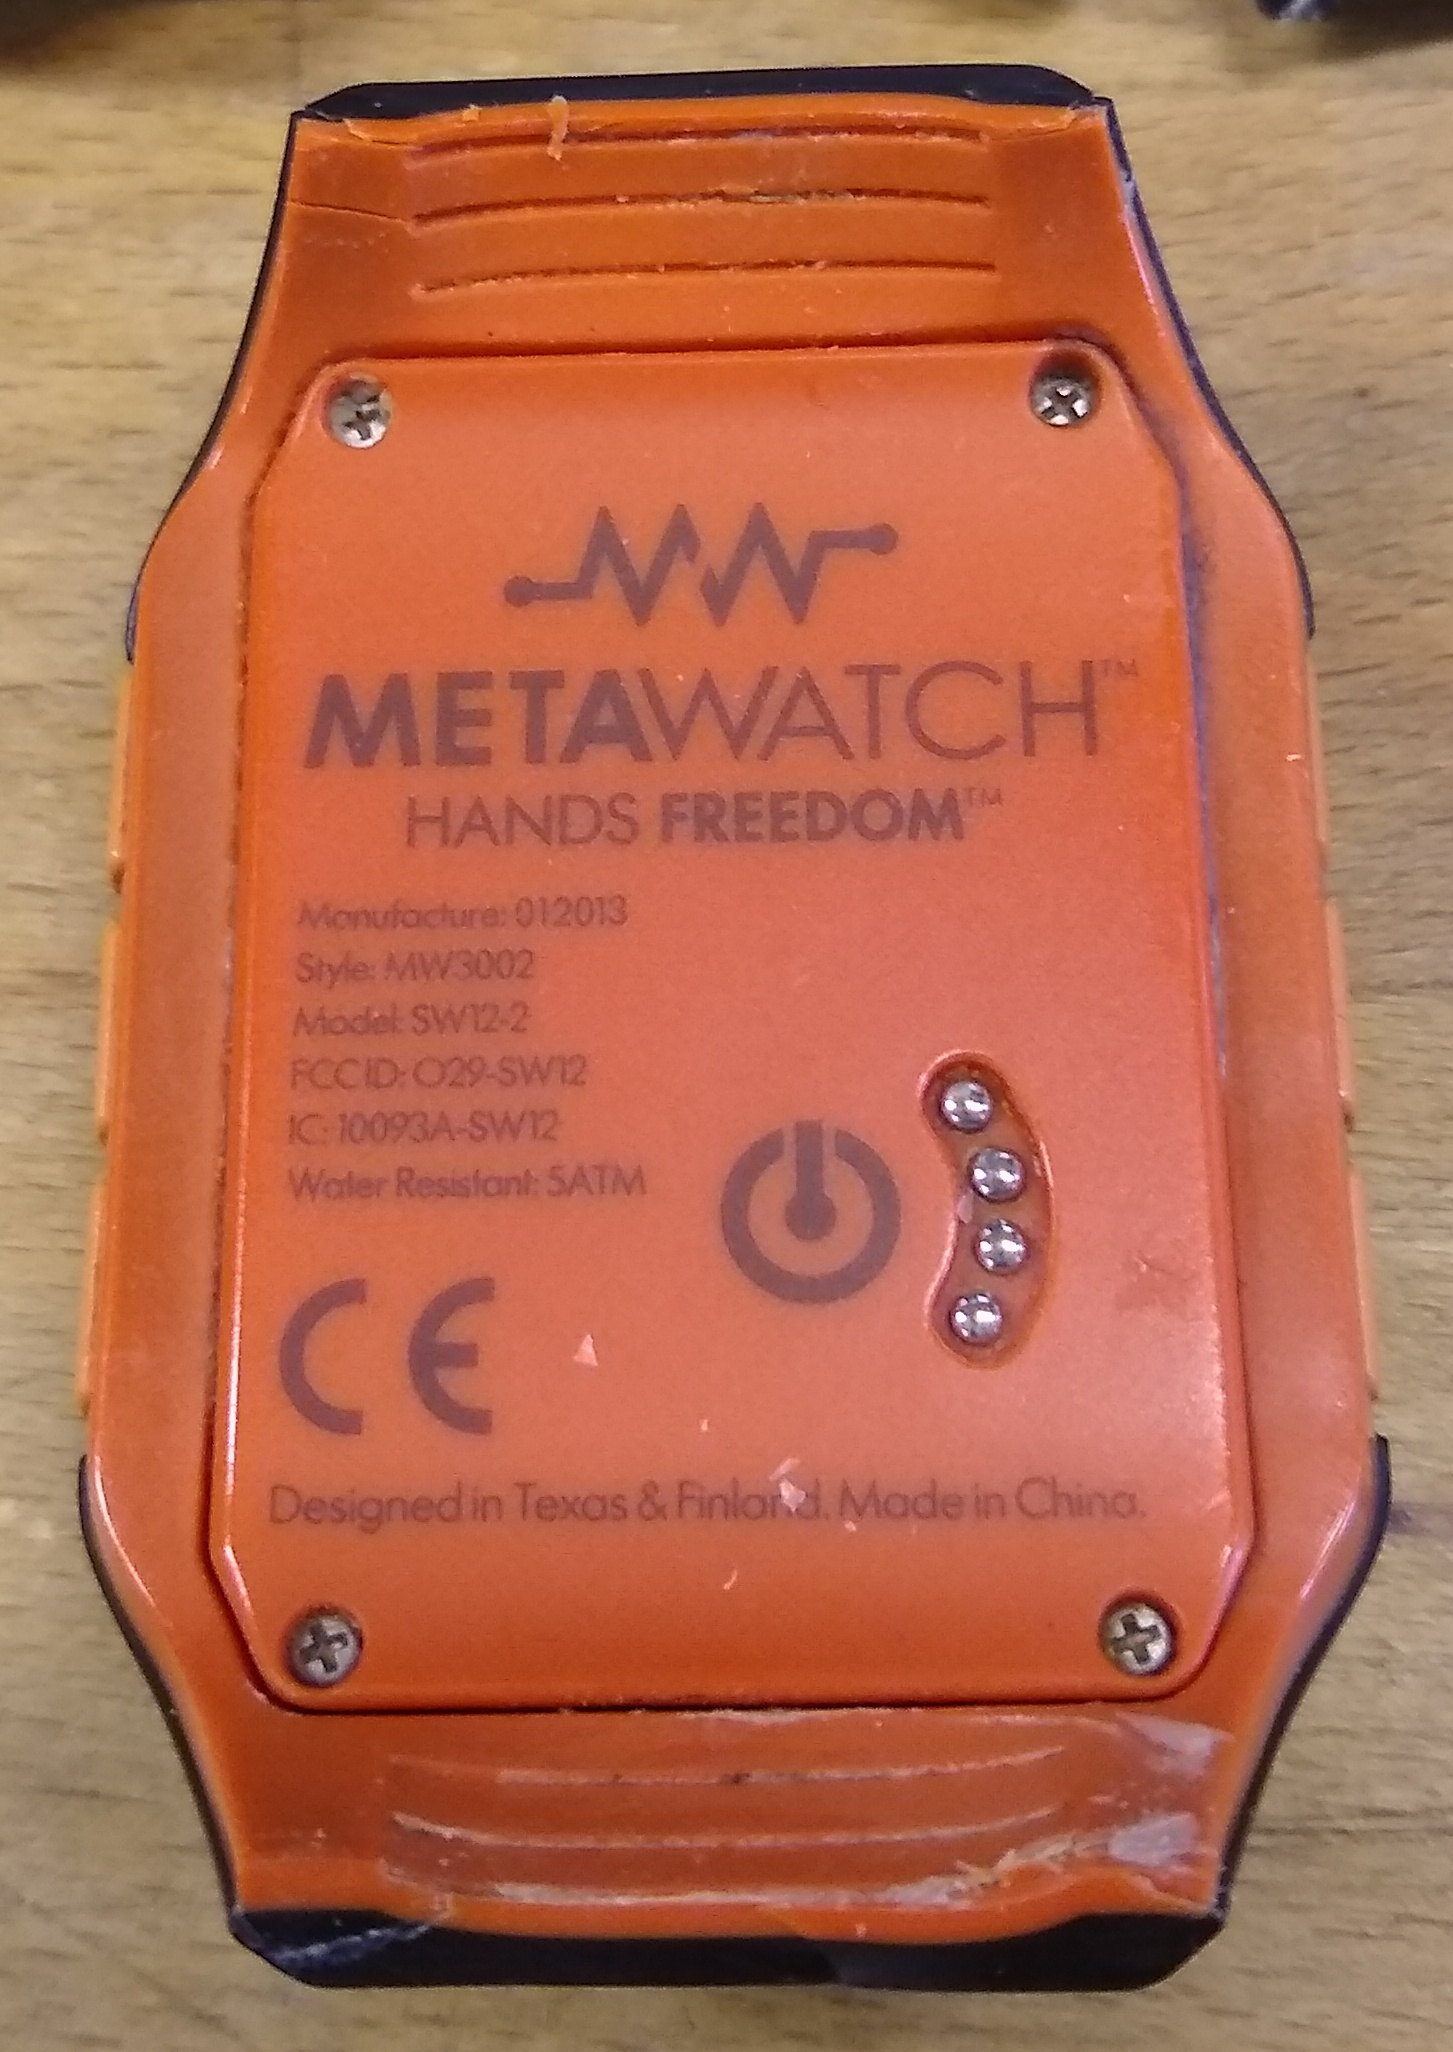 MW
METAWATCH™
HANDS FREEDOM™
Manufacture: 012013
Style: MW3002
Model: SW12-2
FCC ID: O29-SW12
IC: 10093A-SW12
Water Resistant: 5ATM
CE
Designed in Texas & Finland. Made in China.